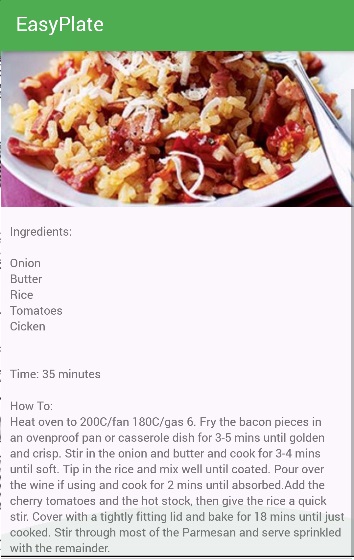 EasyPlate
Ingredients:
Onion
Butter
Rice
Tomatoes
Cicken
Time: 35 minutes
How To:
Heat oven to 200C/fan 180C/gas 6. Fry the bacon pieces in
an ovenproof pan or casserole dish for 3-5 mins until golden
and crisp. Stir in the onion and butter and cook for 3-4 mins
until soft. Tip in the rice and mix well until coated. Pour over
the wine if using and cook for 2 mins until absorbed.Add the
cherry tomatoes and the hot stock, then give the rice a quick
stir. Cover with a tightly fitting lid and bake for 18 mins until just
cooked. Stir through most of the Parmesan and serve sprinkled
with the remainder.